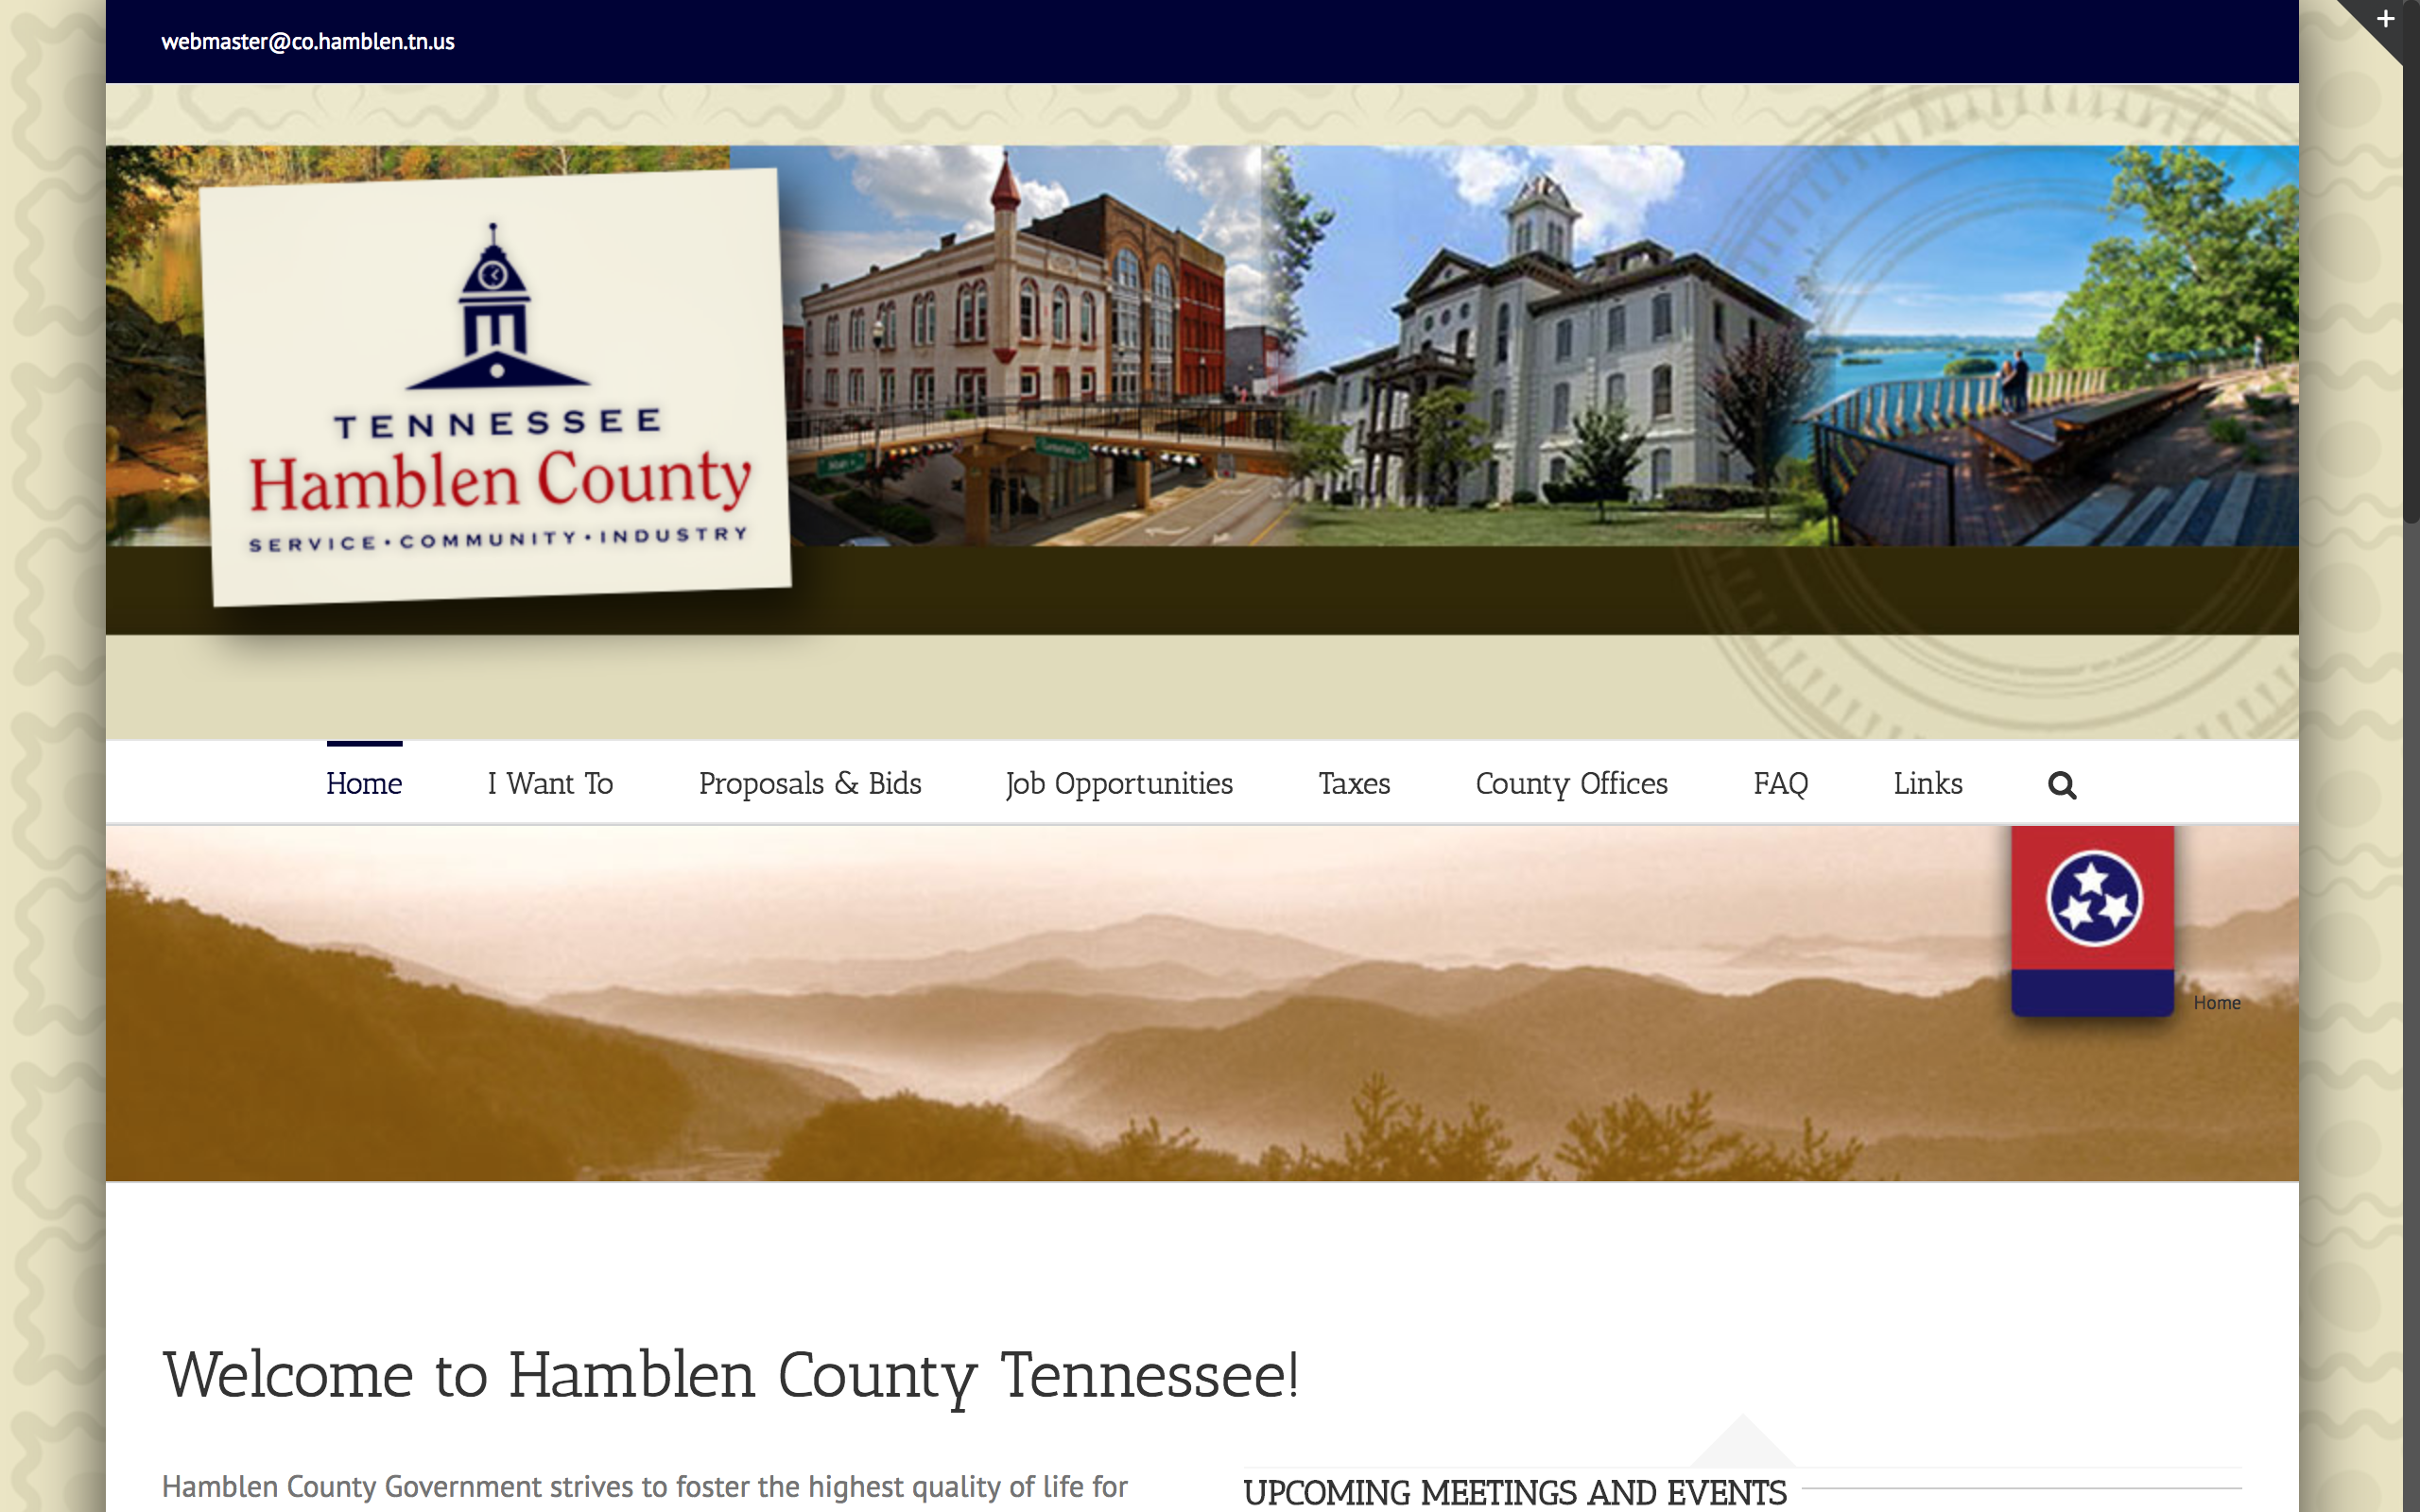 webmaster@co.hamblen.tn.us
TENNESSEE
Hamblen County
SERVICE • COMMUNITY • INDUSTRY
Home I Want To Proposals & Bids Job Opportunities Taxes County Offices FAQ Links
Home
Welcome to Hamblen County Tennessee!
Hamblen County Government strives to foster the highest quality of life for
UPCOMING MEETINGS AND EVENTS